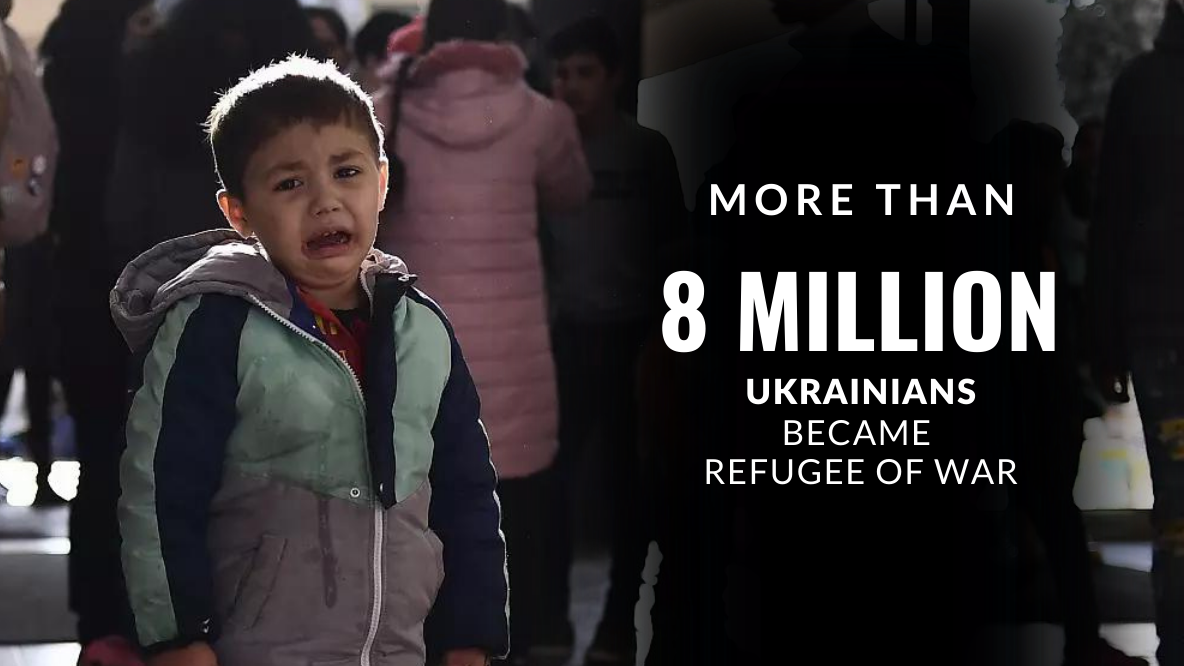 MORE THAN
8 MILLION
UKRAINIANS
BECAME
REFUGEE OF WAR